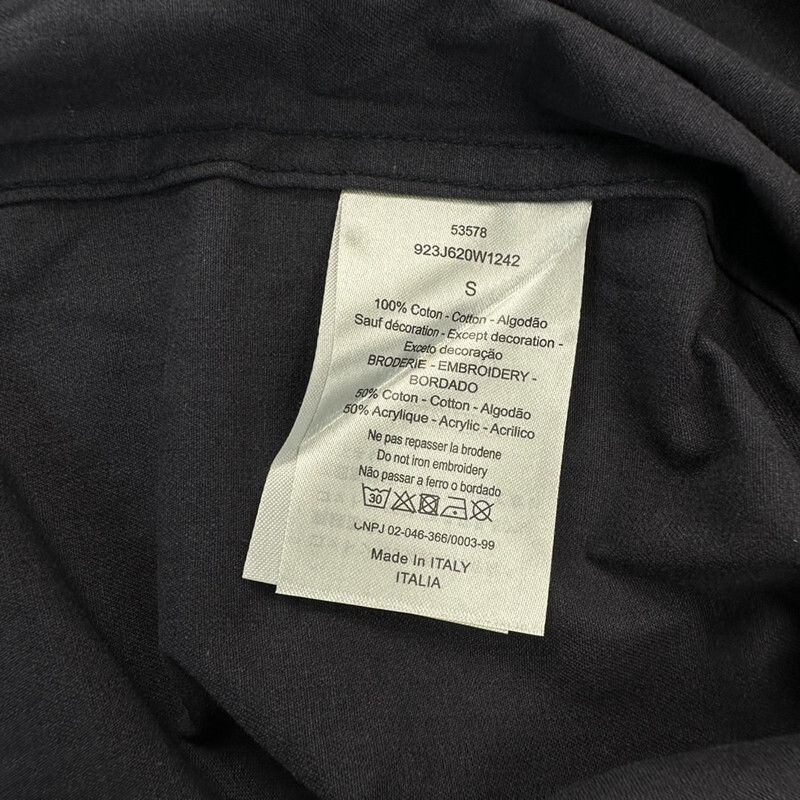 53578
923J620W1242
S
100% Coton - Cotton - Algodão
Sauf décoration - Except decoration -
Exceto decoração
BRODERIE - EMBROIDERY -
BORDADO
50% Coton - Cotton - Algodão
50% Acrylique - Acrylic - Acrilico
Ne pas repasser la brodene
Do not iron embroidery
Não passar a ferro o bordado
30
CNPJ 02-046-366/0003-99
Made In ITALY
ITALIA